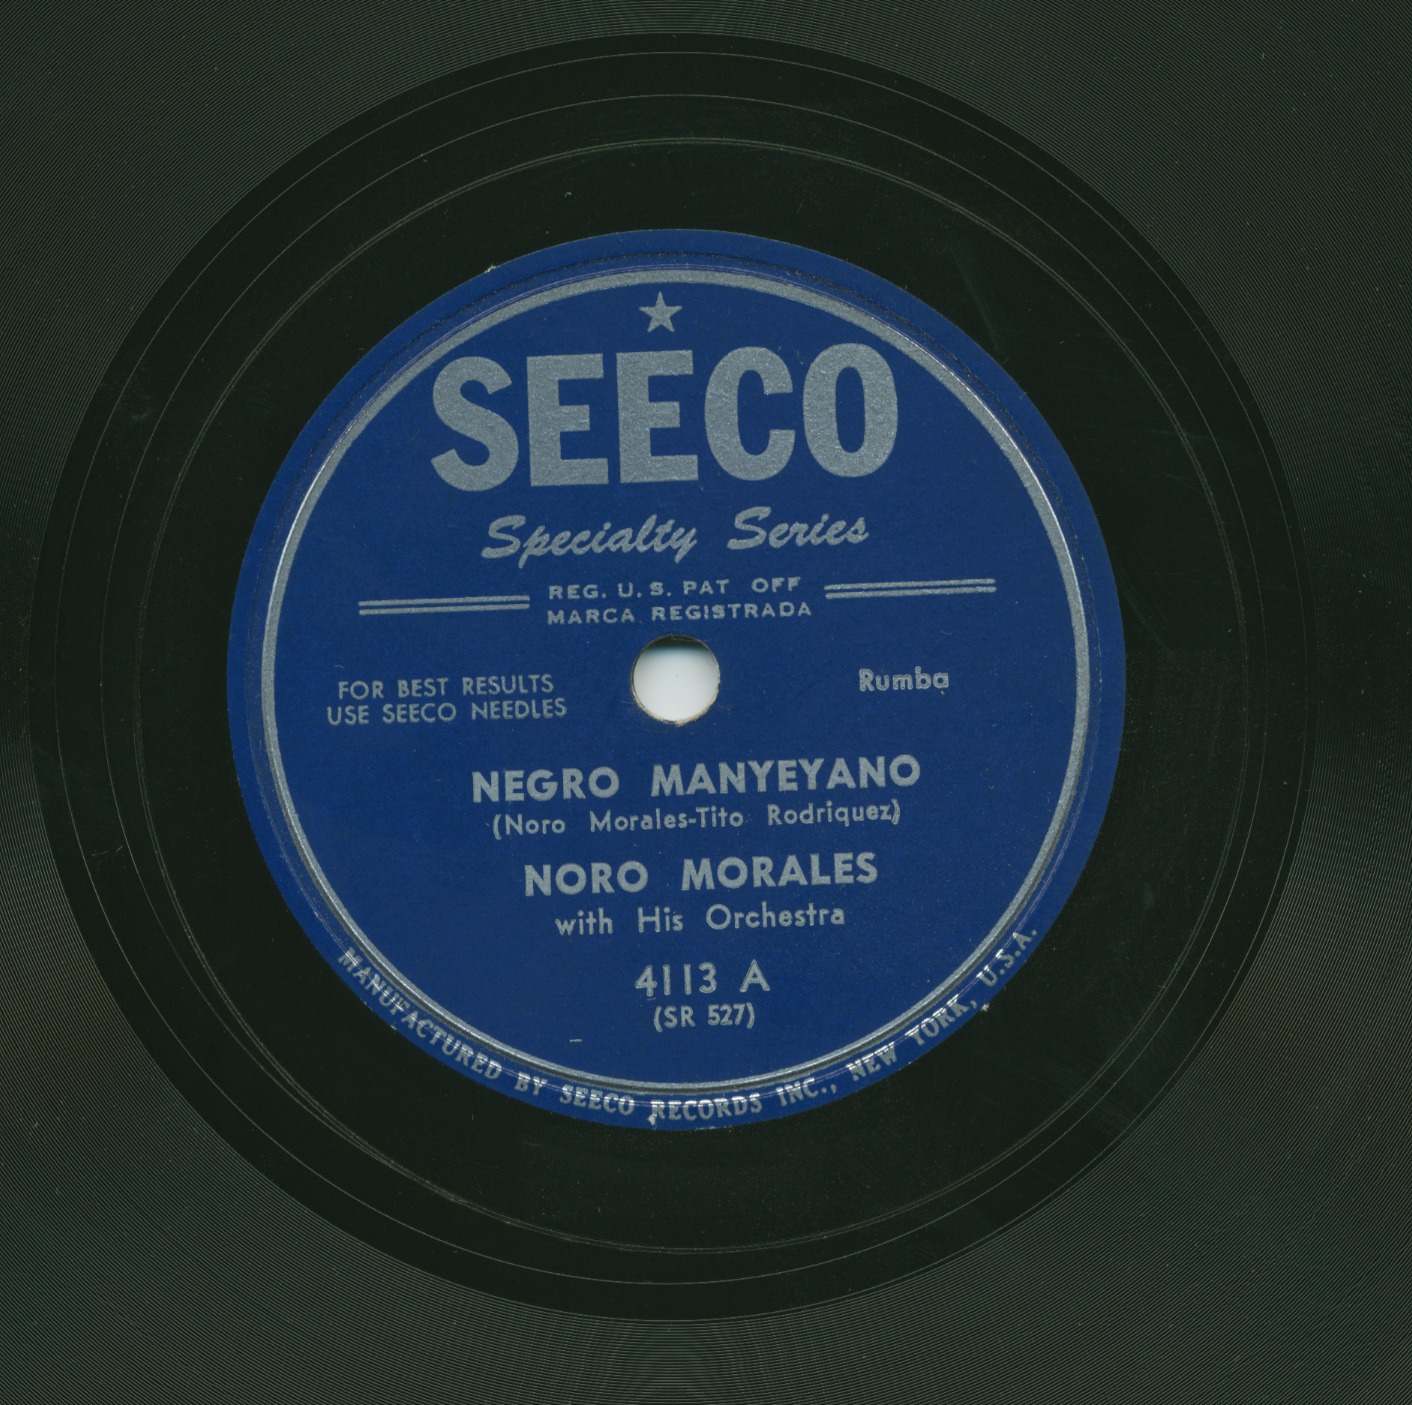 SEECO
Specialty Series
REG. U. S. PAT OFF
MARCA REGISTRADA
FOR BEST RESULTS
USE SEECO NEEDLES
Rumba
NEGRO MANYEYANO
(Noro Morales-Tito Rodriquez)
NORO MORALES
with His Orchestra
4113 A
(SR 527)
MANUFACTURED BY SEECO RECORDS INC., NEW YORK, U.S.A.